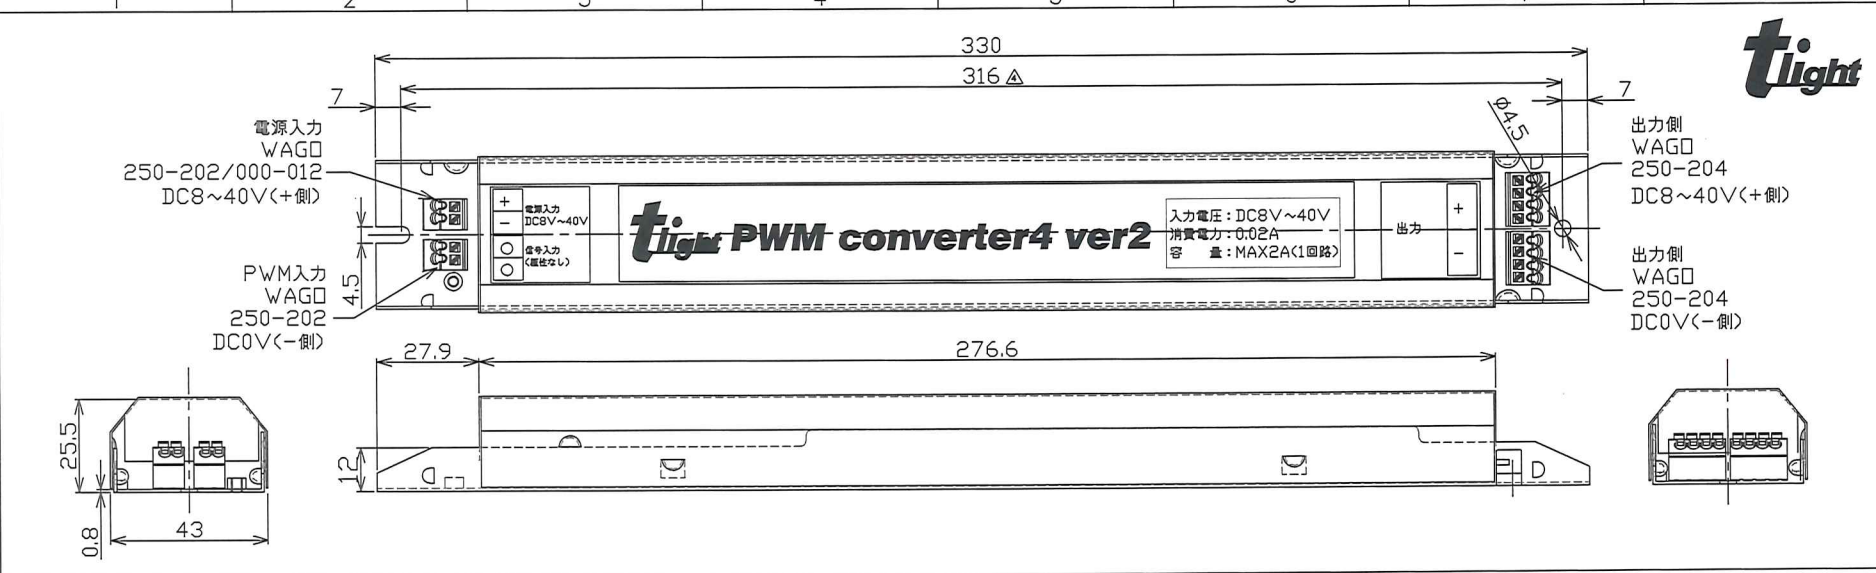 330
316 4
7
7
tlight
電源入力
WAGO
250-202/000-012
DC8~40V(+側)
4.5
PWM入力
WAGO
250-202
DC0V(-側)
+
-
電源入力
DC8V~40V
信号入力
(極性なし)
tlight PWM converter4 ver2
入力電圧:DC8V~40V
消費電力:0.02A
容 量:MAX2A(1回路)
出力
+
-
φ4.5
出力側
WAGO
250-204
DC8~40V(+側)
出力側
WAGO
250-204
DC0V(-側)
27.9
276.6
25.5
0.8
43
12